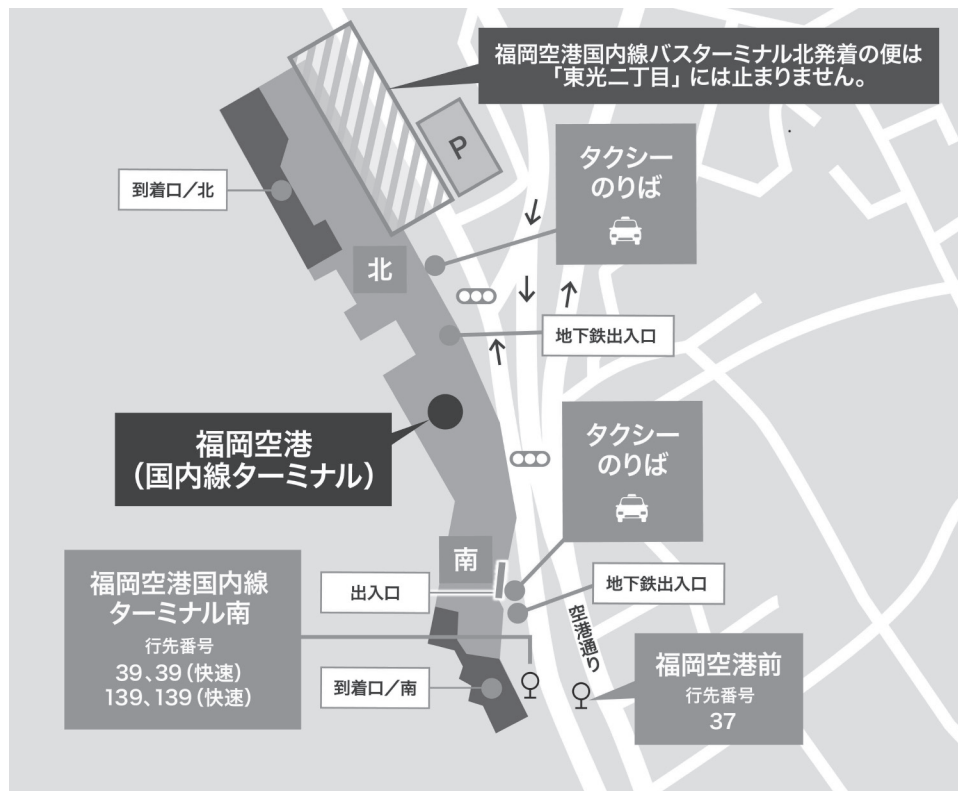 福岡空港国内線バスターミナル北発着の便は
「東光二丁目」には止まりません。
P
タクシー
のりば
到着口／北
北
地下鉄出入口
福岡空港
（国内線ターミナル）
タクシー
のりば
南
福岡空港国内線
ターミナル南
行先番号
39、39（快速）
139、139（快速）
出入口
地下鉄出入口
空港通り
到着口／南
福岡空港前
行先番号
37